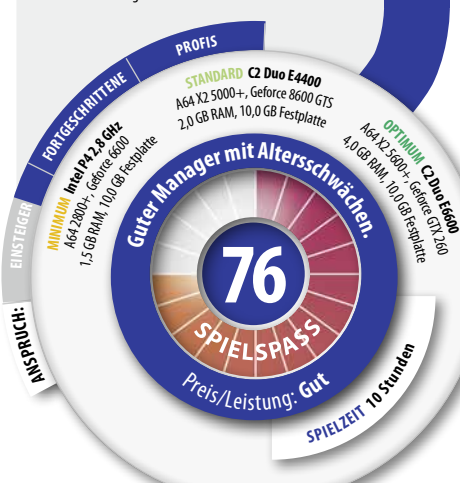 ANSPRUCH:
EINSTEIGER
FORTGESCHRITTENE
PROFIS
MINIMUM Intel P4 2,8 GHz
A64 2800+, Geforce 6600
1,5 GB RAM, 10,0 GB Festplatte
STANDARD C2 Duo E4400
A64 X2 5000+, Geforce 8600 GTS
2,0 GB RAM, 10,0 GB Festplatte
OPTIMUM C2 Duo E6600
A64 X2 5600+, Geforce GTX 260
4,0 GB RAM, 10,0 GB Festplatte
Guter Manager mit Altersschwächen.
76
SPIELSPASS
Preis/Leistung: Gut
SPIELZEIT 10 Stunden